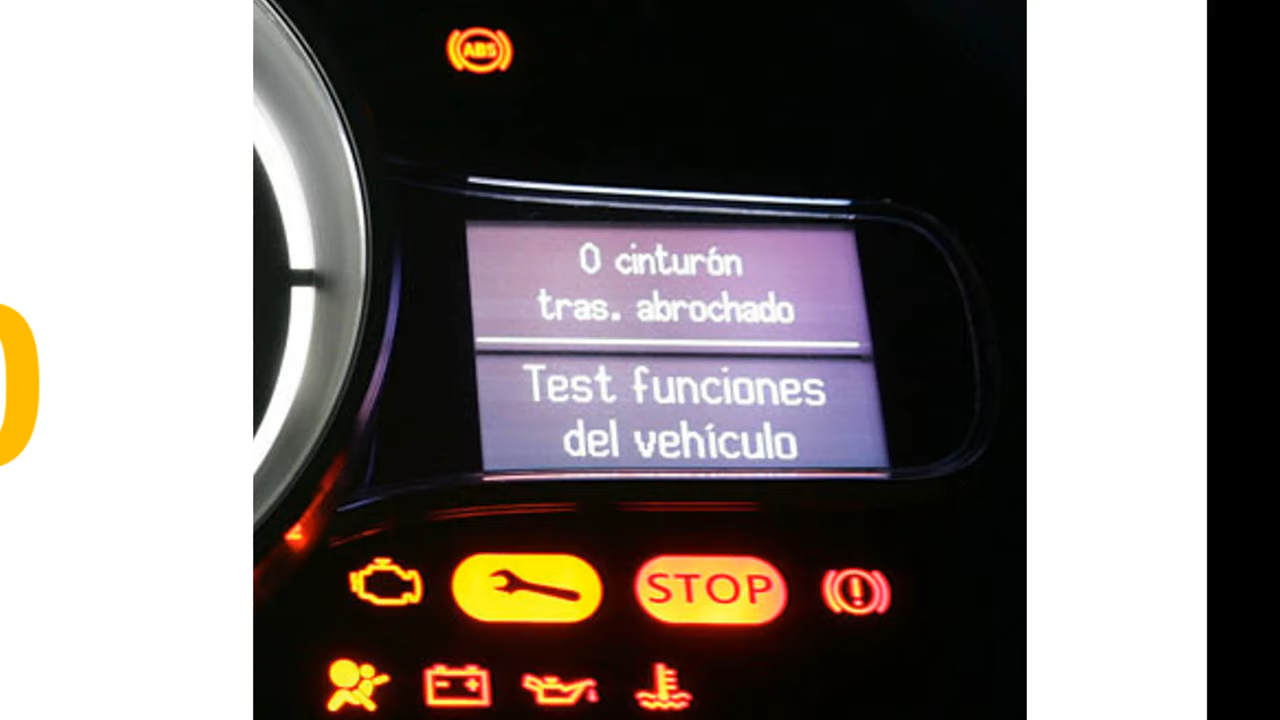 ABS
0 cinturón
tras. abrochado
Test funciones
del vehículo
STOP